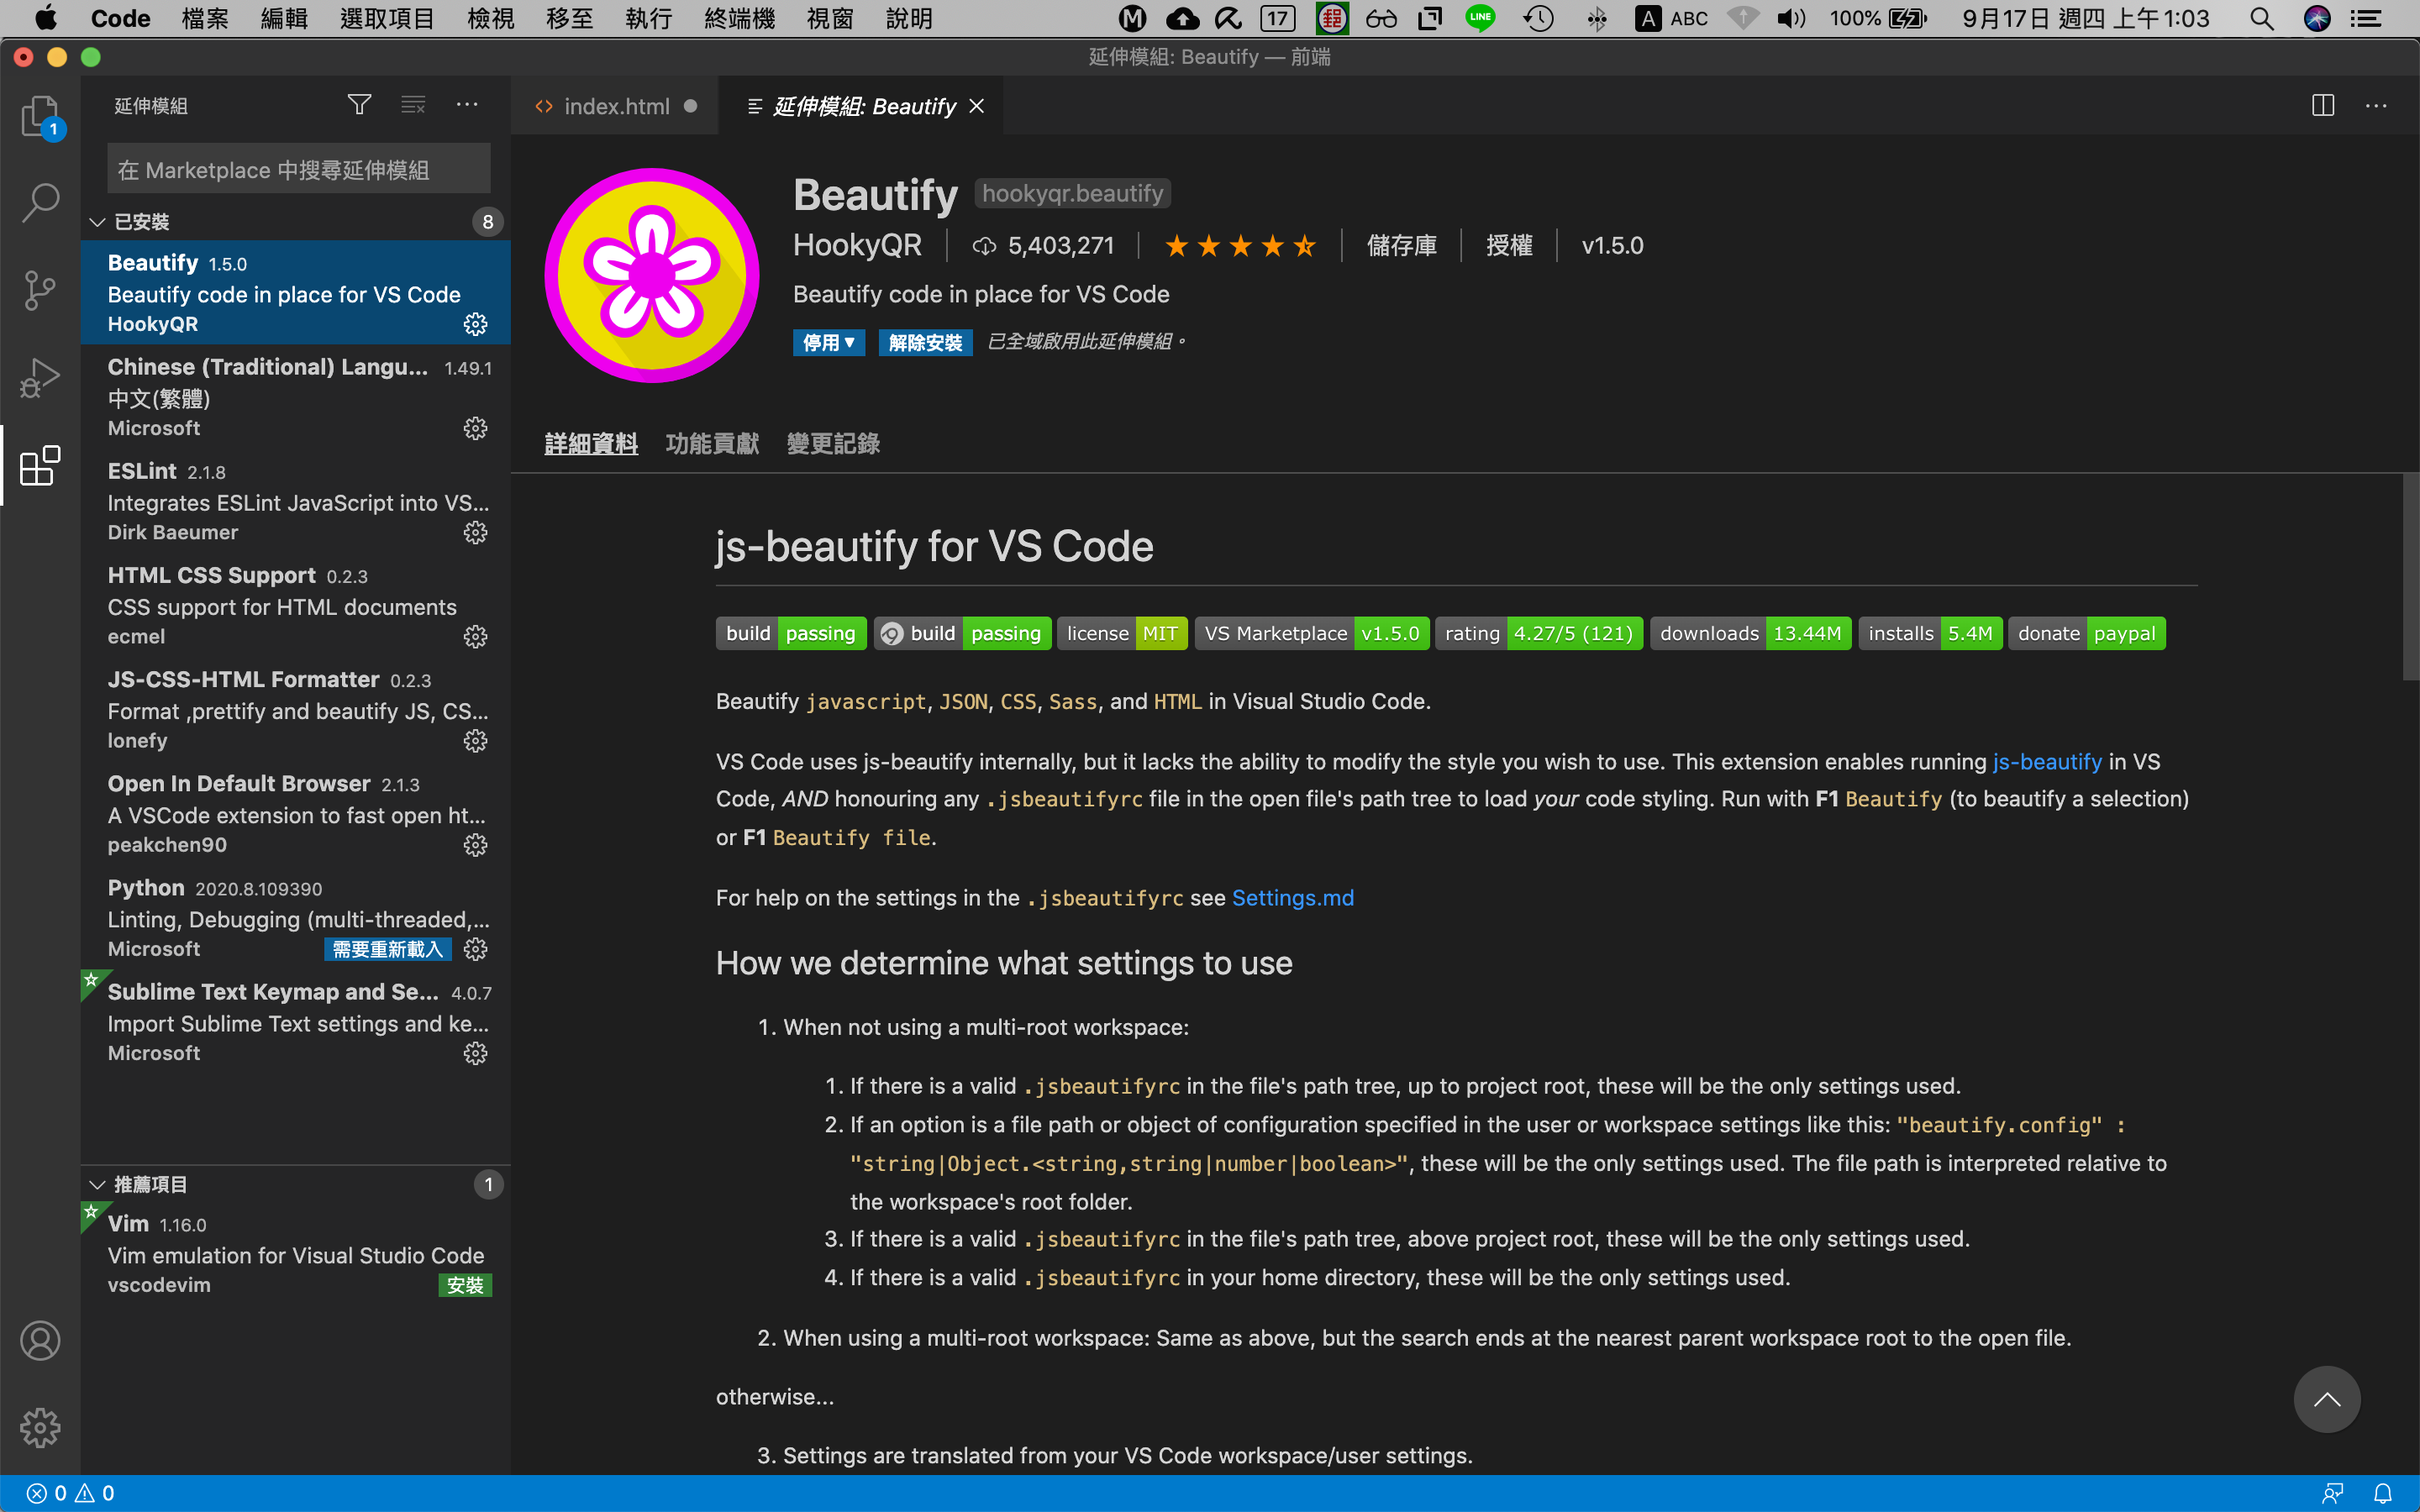 Code 檔案 編輯 選取項目 檢視 移至 執行 終端機 視窗 說明 17 郵 LINE A ABC 100% 9月17日 週四 上午1:03
延伸模組: Beautify — 前端
1
延伸模組
在 Marketplace 中搜尋延伸模組
已安裝 8
Beautify 1.5.0
Beautify code in place for VS Code
HookyQR
Chinese (Traditional) Langu... 1.49.1
中文(繁體)
Microsoft
ESLint 2.1.8
Integrates ESLint JavaScript into VS...
Dirk Baeumer
HTML CSS Support 0.2.3
CSS support for HTML documents
ecmel
JS-CSS-HTML Formatter 0.2.3
Format ,prettify and beautify JS, CS...
lonefy
Open In Default Browser 2.1.3
A VSCode extension to fast open ht...
peakchen90
Python 2020.8.109390
Linting, Debugging (multi-threaded,...
Microsoft 需要重新載入
Sublime Text Keymap and Se... 4.0.7
Import Sublime Text settings and ke...
Microsoft
推薦項目 1
Vim 1.16.0
Vim emulation for Visual Studio Code
vscodevim 安裝
index.html 延伸模組: Beautify
Beautify hookyqr.beautify
HookyQR 5,403,271 儲存庫 授權 v1.5.0
Beautify code in place for VS Code
停用 解除安裝 已全域啟用此延伸模組。
詳細資料 功能貢獻 變更記錄
js-beautify for VS Code
build passing build passing license MIT VS Marketplace v1.5.0 rating 4.27/5 (121) downloads 13.44M installs 5.4M donate paypal
Beautify javascript, JSON, CSS, Sass, and HTML in Visual Studio Code.
VS Code uses js-beautify internally, but it lacks the ability to modify the style you wish to use. This extension enables running js-beautify in VS
Code, AND honouring any .jsbeautifyrc file in the open file's path tree to load your code styling. Run with F1 Beautify (to beautify a selection)
or F1 Beautify file.
For help on the settings in the .jsbeautifyrc see Settings.md
How we determine what settings to use
1. When not using a multi-root workspace:
1. If there is a valid .jsbeautifyrc in the file's path tree, up to project root, these will be the only settings used.
2. If an option is a file path or object of configuration specified in the user or workspace settings like this: "beautify.config" :
"string|Object.<string,string|number|boolean>", these will be the only settings used. The file path is interpreted relative to
the workspace's root folder.
3. If there is a valid .jsbeautifyrc in the file's path tree, above project root, these will be the only settings used.
4. If there is a valid .jsbeautifyrc in your home directory, these will be the only settings used.
2. When using a multi-root workspace: Same as above, but the search ends at the nearest parent workspace root to the open file.
otherwise...
3. Settings are translated from your VS Code workspace/user settings.
0 0